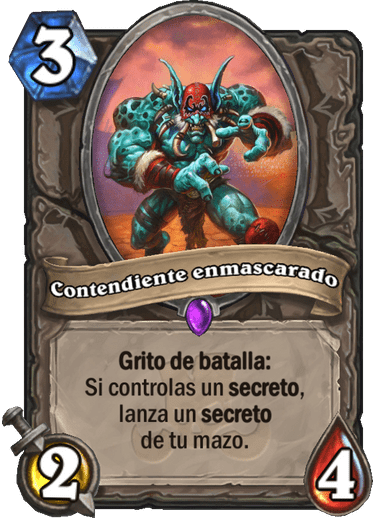 3
Contendiente enmascarado
Grito de batalla:
Si controlas un secreto,
lanza un secreto
de tu mazo.
2
4